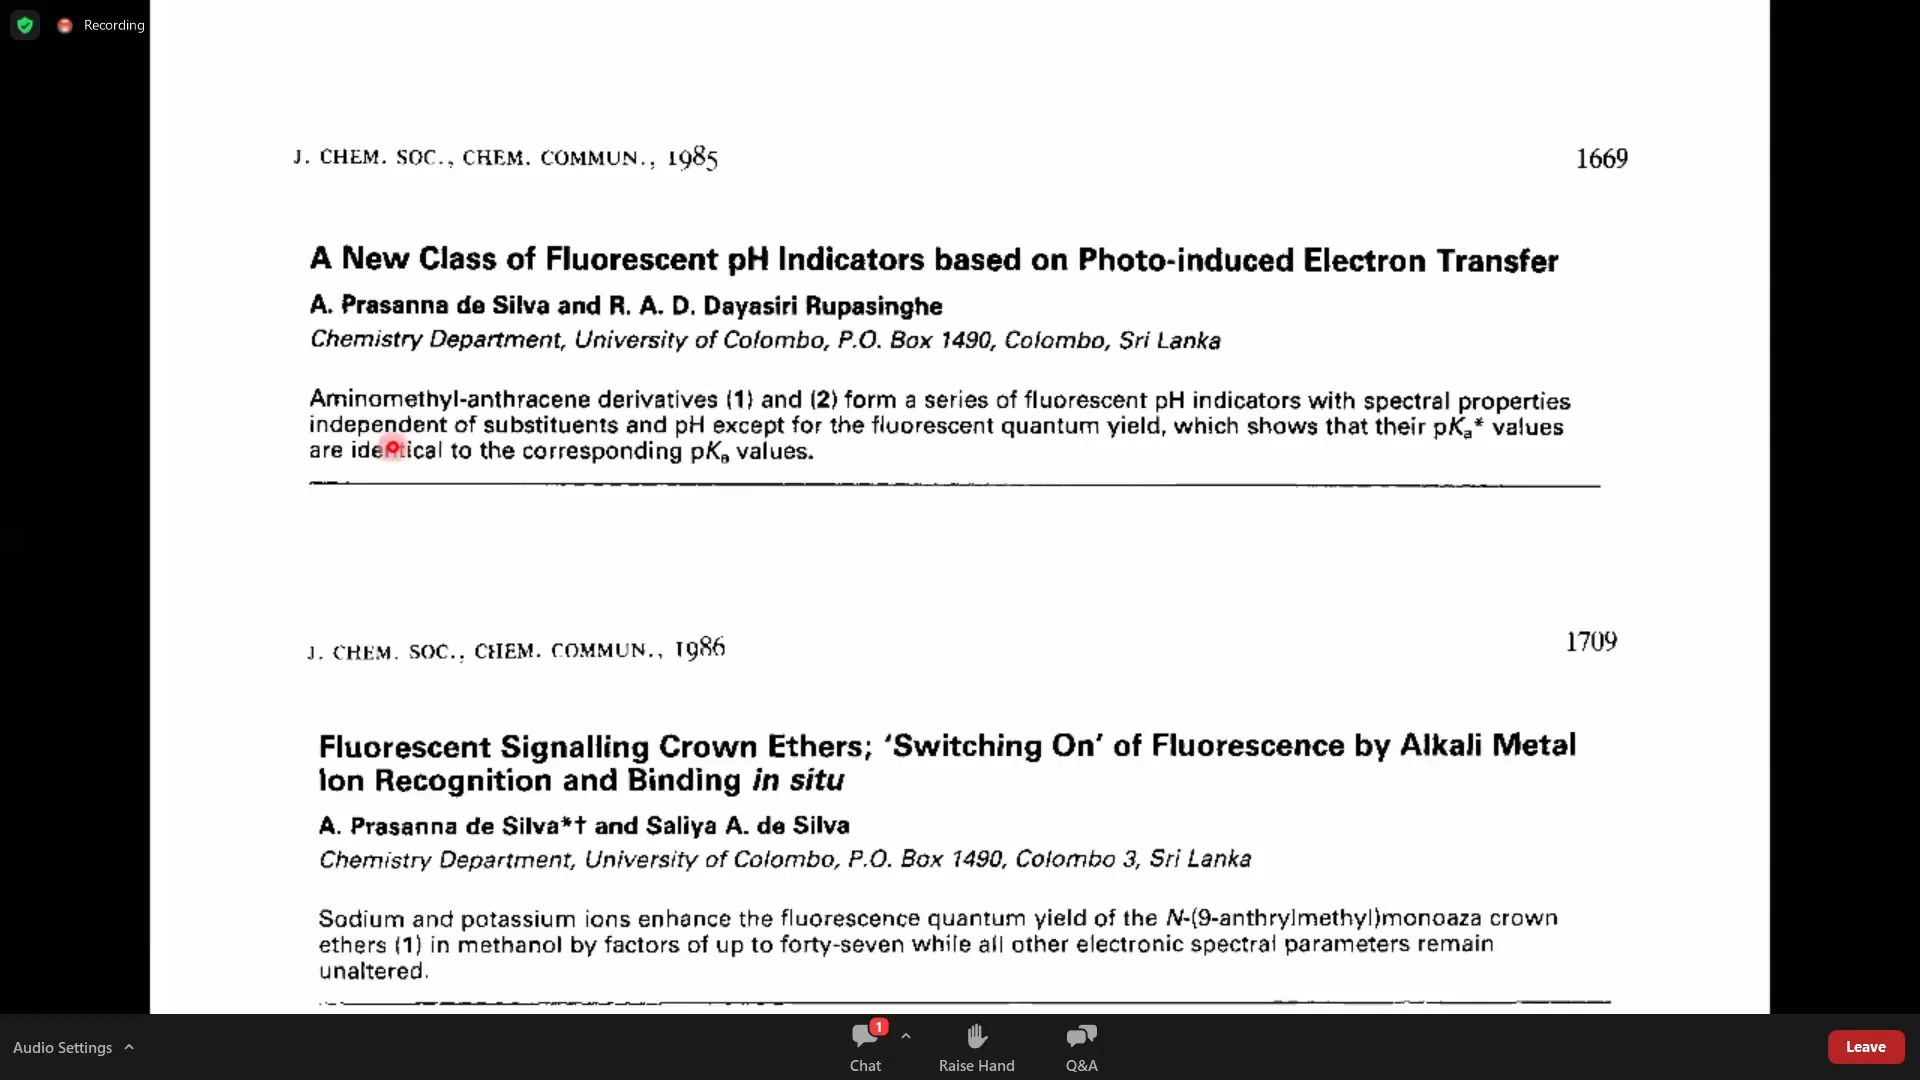 Recording
J. CHEM. SOC., CHEM. COMMUN., 1985 1669
A New Class of Fluorescent pH Indicators based on Photo-induced Electron Transfer
A. Prasanna de Silva and R. A. D. Dayasiri Rupasinghe
Chemistry Department, University of Colombo, P.O. Box 1490, Colombo, Sri Lanka
Aminomethyl-anthracene derivatives (1) and (2) form a series of fluorescent pH indicators with spectral properties
independent of substituents and pH except for the fluorescent quantum yield, which shows that their pKa* values
are identical to the corresponding pKa values.
J. CHEM. SOC., CHEM. COMMUN., 1986 1709
Fluorescent Signalling Crown Ethers; ‘Switching On’ of Fluorescence by Alkali Metal
Ion Recognition and Binding in situ
A. Prasanna de Silva*† and Saliya A. de Silva
Chemistry Department, University of Colombo, P.O. Box 1490, Colombo 3, Sri Lanka
Sodium and potassium ions enhance the fluorescence quantum yield of the N-(9-anthrylmethyl)monoaza crown
ethers (1) in methanol by factors of up to forty-seven while all other electronic spectral parameters remain
unaltered.
Audio Settings
1
Chat
Raise Hand
Q&A
Leave